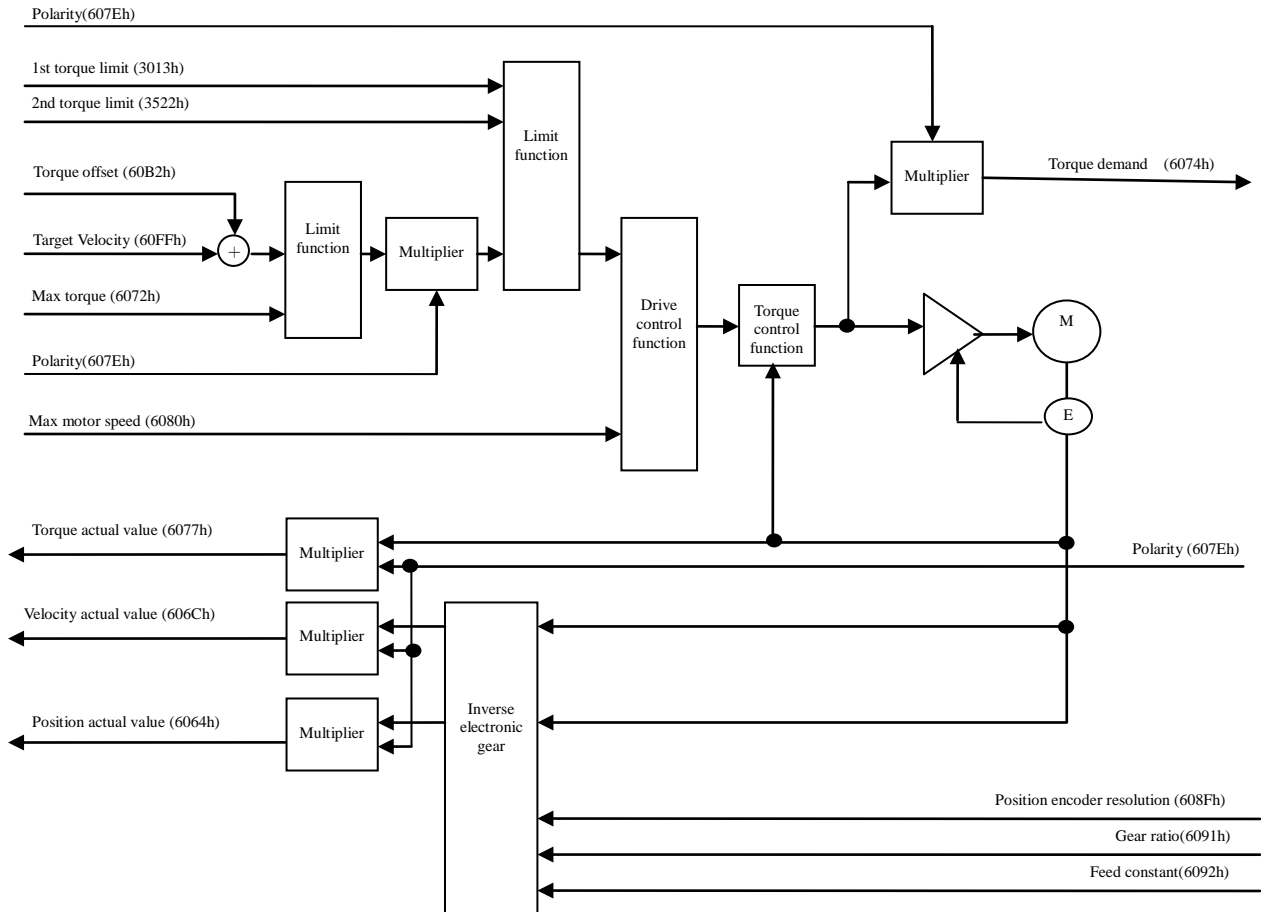 Polarity(607Eh)
1st torque limit (3013h)
2nd torque limit (3522h)
Limit
function
Multiplier
Torque demand (6074h)
Torque offset (60B2h)
Target Velocity (60FFh)
+
Limit
function
Multiplier
Max torque (6072h)
Drive
control
function
Torque
control
function
M
Polarity(607Eh)
Max motor speed (6080h)
E
Torque actual value (6077h)
Multiplier
Polarity (607Eh)
Velocity actual value (606Ch)
Multiplier
Position actual value (6064h)
Multiplier
Inverse
electronic
gear
Position encoder resolution (608Fh)
Gear ratio(6091h)
Feed constant(6092h)